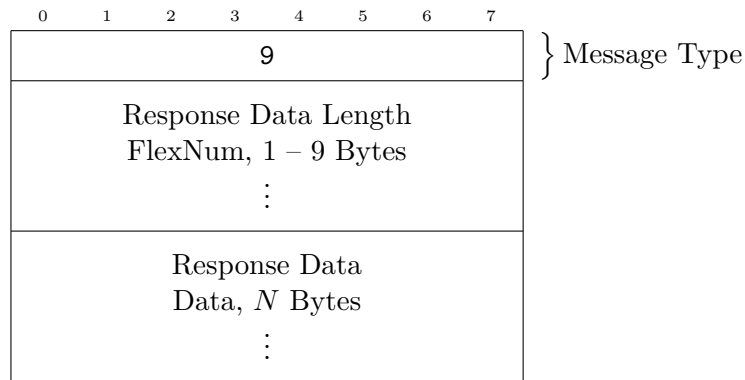 0 1 2 3 4 5 6 7
9
Message Type
Response Data Length
FlexNum, 1 – 9 Bytes
⋮
Response Data
Data, N Bytes
⋮